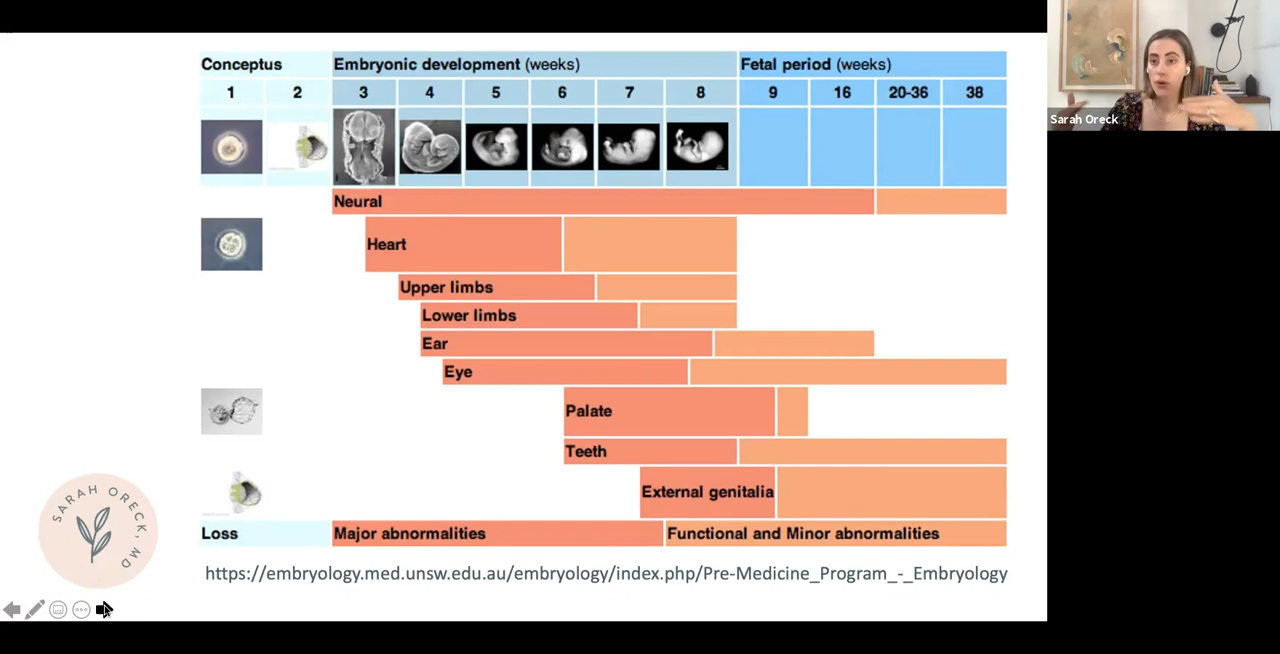 Conceptus Embryonic development (weeks) Fetal period (weeks)
1 2 3 4 5 6 7 8 9 16 20-36 38
Neural
Heart
Upper limbs
Lower limbs
Ear
Eye
Palate
Teeth
External genitalia
Loss Major abnormalities Functional and Minor abnormalities
https://embryology.med.unsw.edu.au/embryology/index.php/Pre-Medicine_Program_-_Embryology
SARAH ORECK, MD
Sarah Oreck